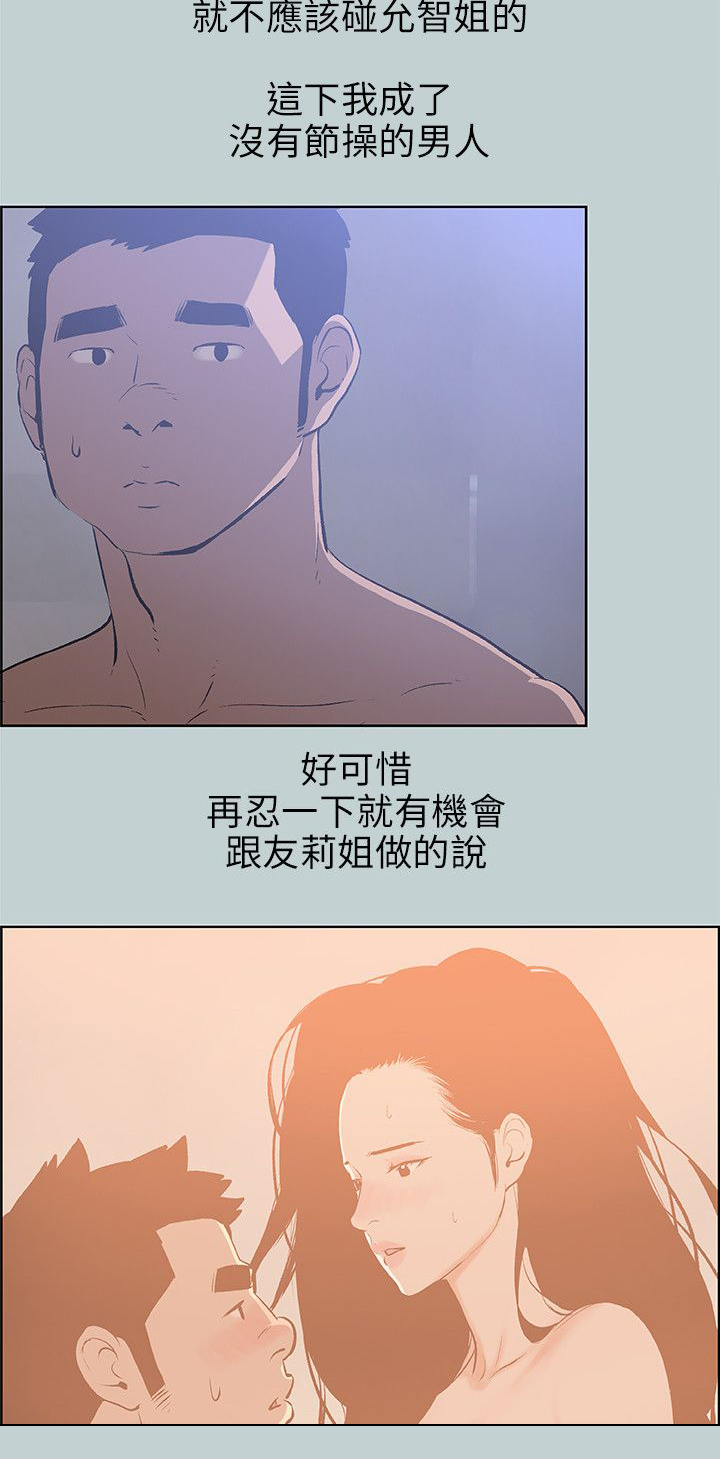 就不應該碰允智姐的
這下我成了
沒有節操的男人
好可惜
再忍一下就有機會
跟友莉姐做的說